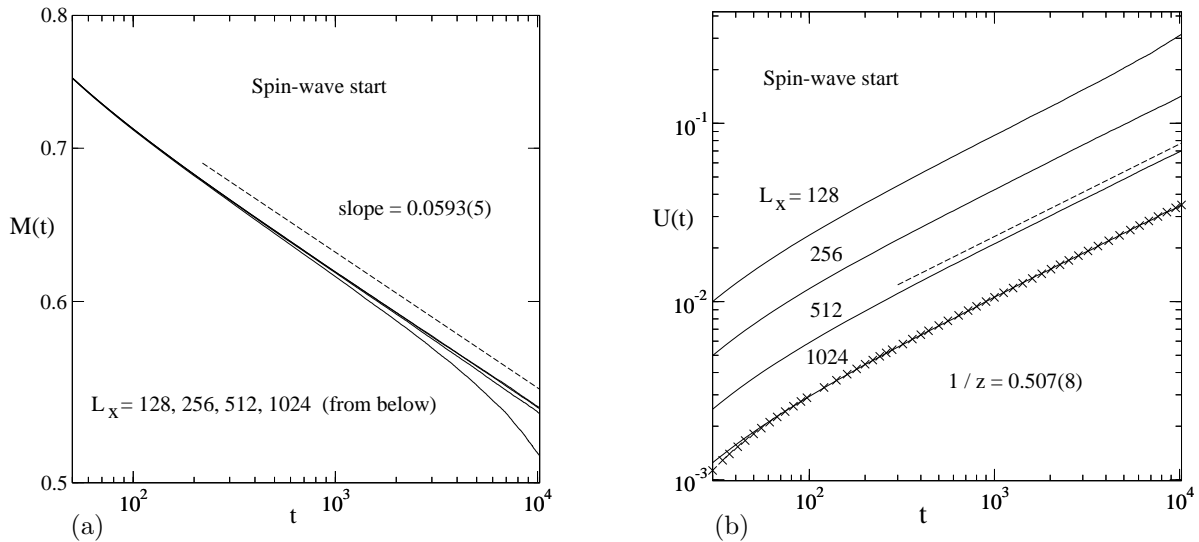 0.8
Spin-wave start
0.7
slope = 0.0593(5)
M(t)
0.6
L x = 128, 256, 512, 1024 (from below)
0.5
10^2
10^3
10^4
t
(a)
Spin-wave start
10^-1
L x = 128
U(t)
256
10^-2
512
1024
1 / z = 0.507(8)
10^-3
10^2
10^3
10^4
t
(b)